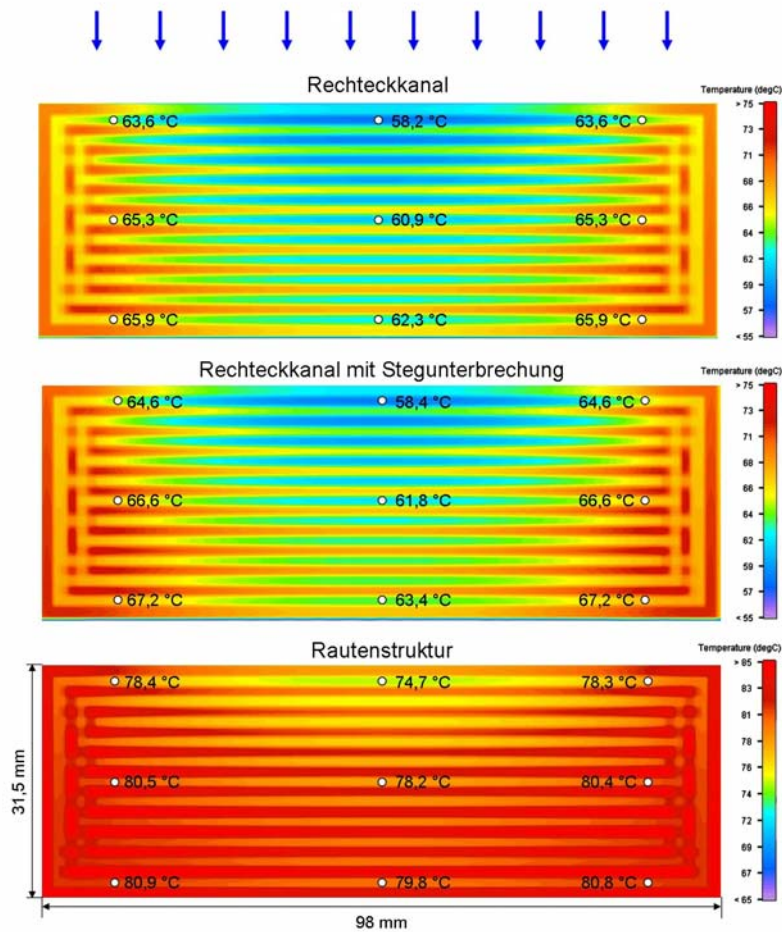 Rechteckkanal
Temperature (degC)
63,6 °C 58,2 °C 63,6 °C
65,3 °C 60,9 °C 65,3 °C
65,9 °C 62,3 °C 65,9 °C
> 75
73
71
68
66
64
62
59
57
< 55
Rechteckkanal mit Stegunterbrechung
Temperature (degC)
64,6 °C 58,4 °C 64,6 °C
66,6 °C 61,8 °C 66,6 °C
67,2 °C 63,4 °C 67,2 °C
> 75
73
71
68
66
64
62
59
57
< 55
Rautenstruktur
Temperature (degC)
78,4 °C 74,7 °C 78,3 °C
80,5 °C 78,2 °C 80,4 °C
80,9 °C 79,8 °C 80,8 °C
> 85
83
81
78
76
74
72
69
67
< 65
31,5 mm
98 mm